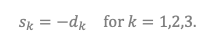 s_k = −d_k for k = 1,2,3.